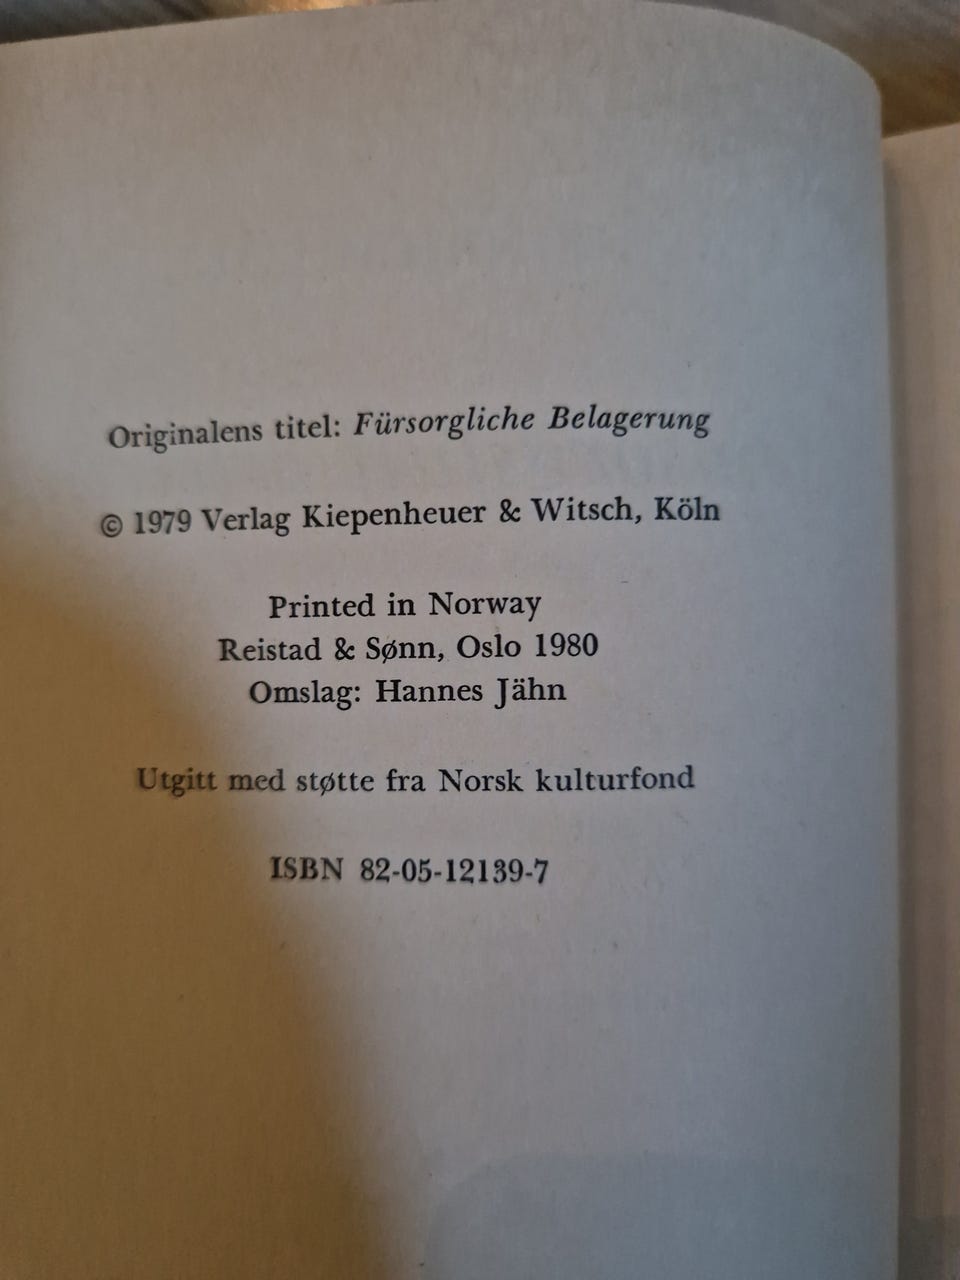 Originalens titel: Fürsorgliche Belagerung
© 1979 Verlag Kiepenheuer & Witsch, Köln
Printed in Norway
Reistad & Sønn, Oslo 1980
Omslag: Hannes Jähn
Utgitt med støtte fra Norsk kulturfond
ISBN 82-05-12139-7